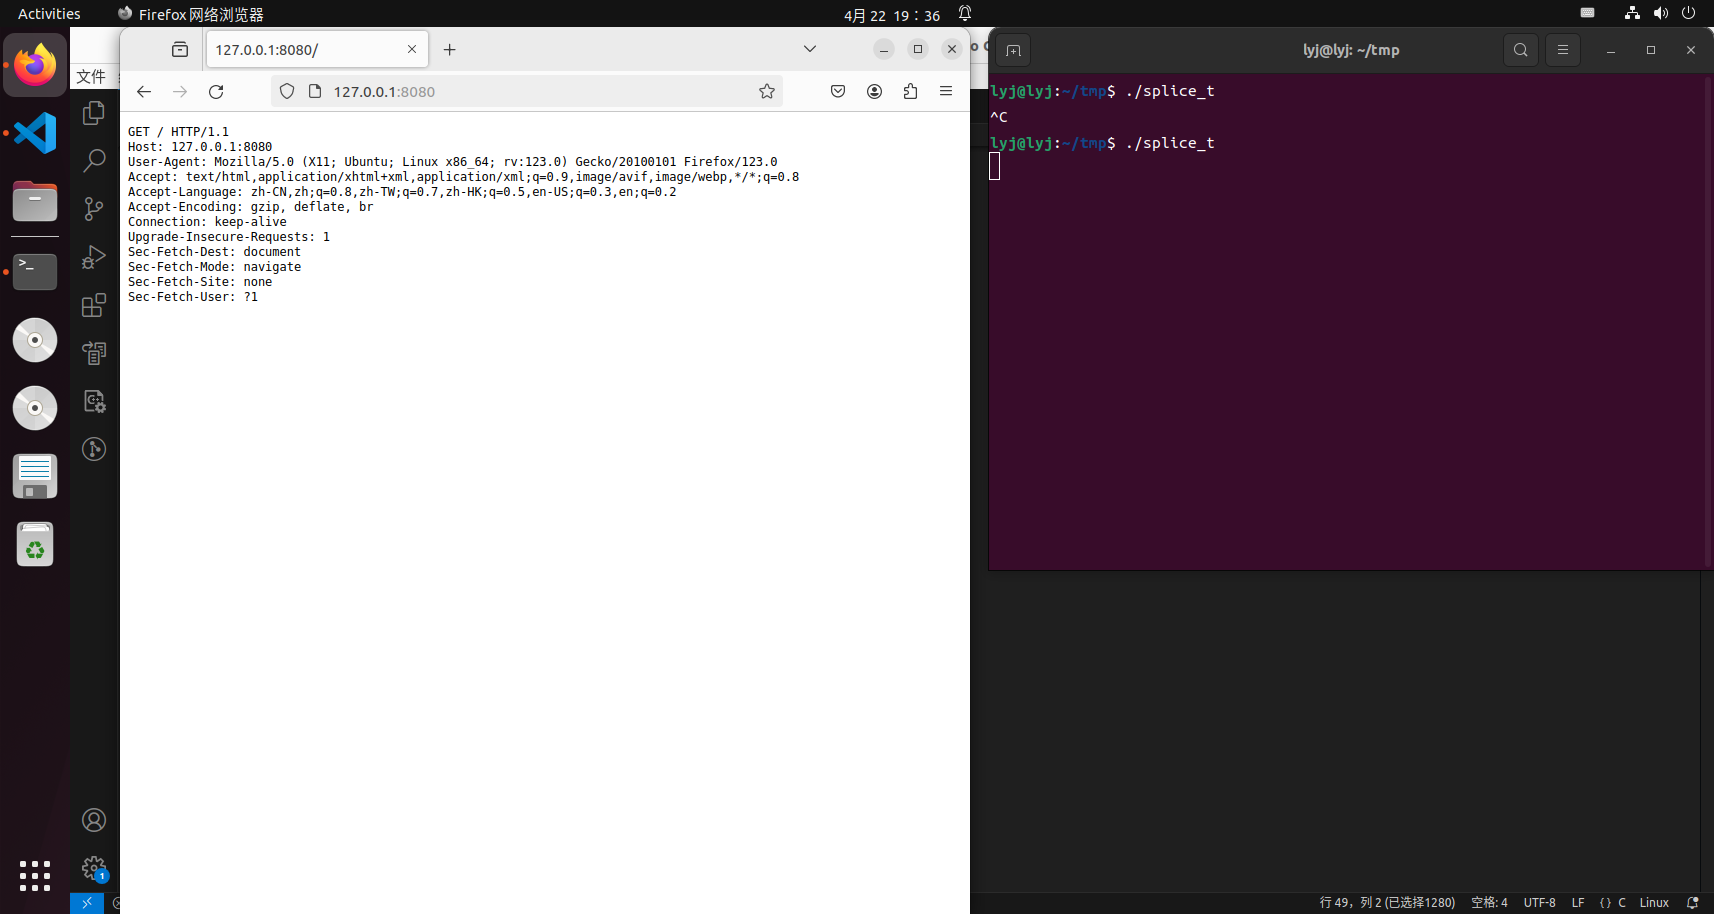 Activities
Firefox 网络浏览器
4月 22 19：36
127.0.0.1:8080/
lyj@lyj: ~/tmp
文件
127.0.0.1:8080
GET / HTTP/1.1
Host: 127.0.0.1:8080
User-Agent: Mozilla/5.0 (X11; Ubuntu; Linux x86_64; rv:123.0) Gecko/20100101 Firefox/123.0
Accept: text/html,application/xhtml+xml,application/xml;q=0.9,image/avif,image/webp,*/*;q=0.8
Accept-Language: zh-CN,zh;q=0.8,zh-TW;q=0.7,zh-HK;q=0.5,en-US;q=0.3,en;q=0.2
Accept-Encoding: gzip, deflate, br
Connection: keep-alive
Upgrade-Insecure-Requests: 1
Sec-Fetch-Dest: document
Sec-Fetch-Mode: navigate
Sec-Fetch-Site: none
Sec-Fetch-User: ?1
lyj@lyj:~/tmp$ ./splice_t
^C
lyj@lyj:~/tmp$ ./splice_t
1
行 49，列 2 (已选择1280)
空格: 4
UTF-8
LF
{ } C
Linux